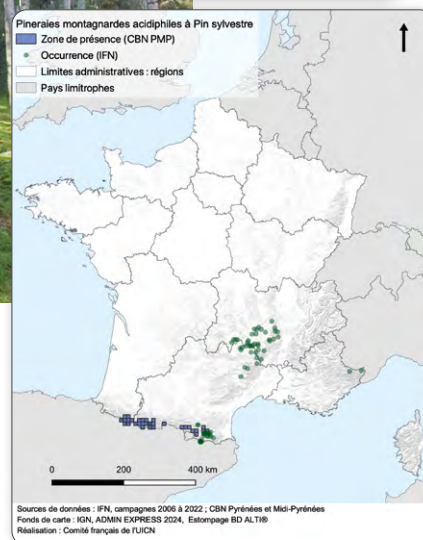 Pineraies montagnardes acidiphiles à Pin sylvestre
Zone de présence (CBN PMP)
Occurrence (IFN)
Limites administratives : régions
Pays limitrophes
0 200 400 km
Sources de données : IFN, campagnes 2006 à 2022 ; CBN Pyrénées et Midi-Pyrénées
Fonds de carte : IGN, ADMIN EXPRESS 2024, Estompage BD ALTI®
Réalisation : Comité français de l'UICN